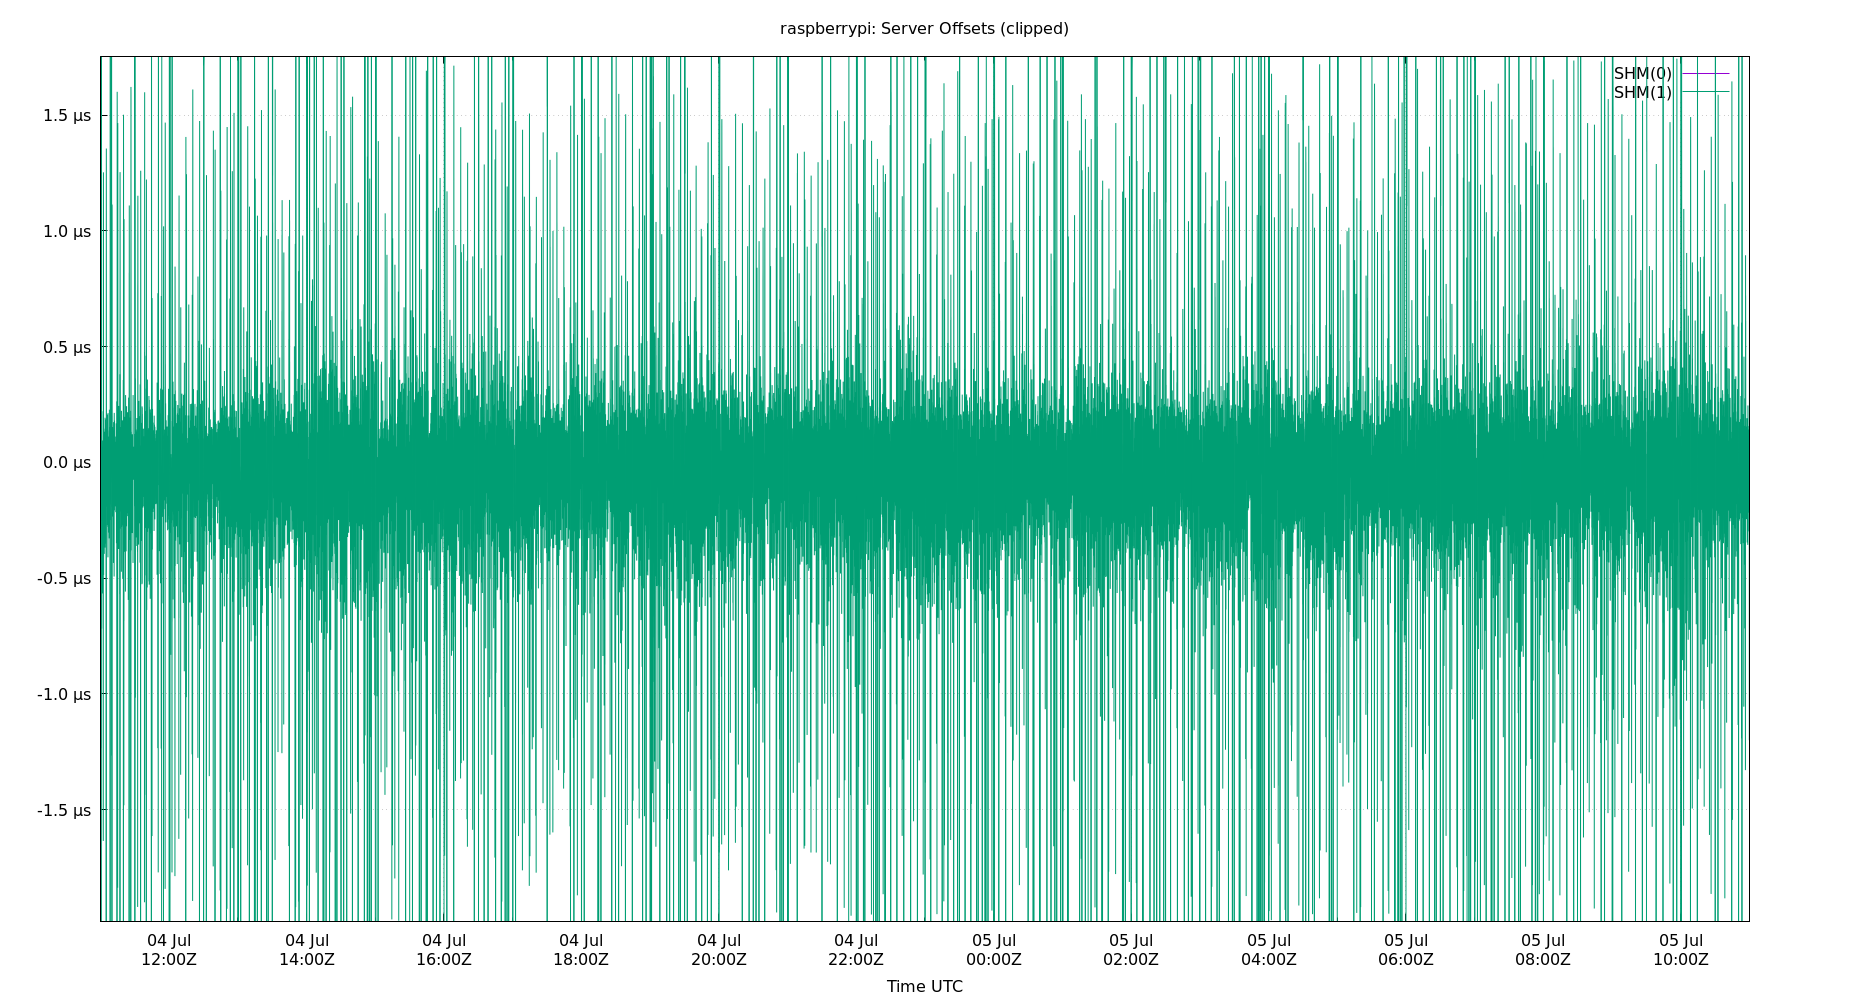 raspberrypi: Server Offsets (clipped)
SHM(0)
SHM(1)
1.5 µs
1.0 µs
0.5 µs
0.0 µs
-0.5 µs
-1.0 µs
-1.5 µs
04 Jul 04 Jul 04 Jul 04 Jul 04 Jul 04 Jul 05 Jul 05 Jul 05 Jul 05 Jul 05 Jul 05 Jul
12:00Z 14:00Z 16:00Z 18:00Z 20:00Z 22:00Z 00:00Z 02:00Z 04:00Z 06:00Z 08:00Z 10:00Z
Time UTC